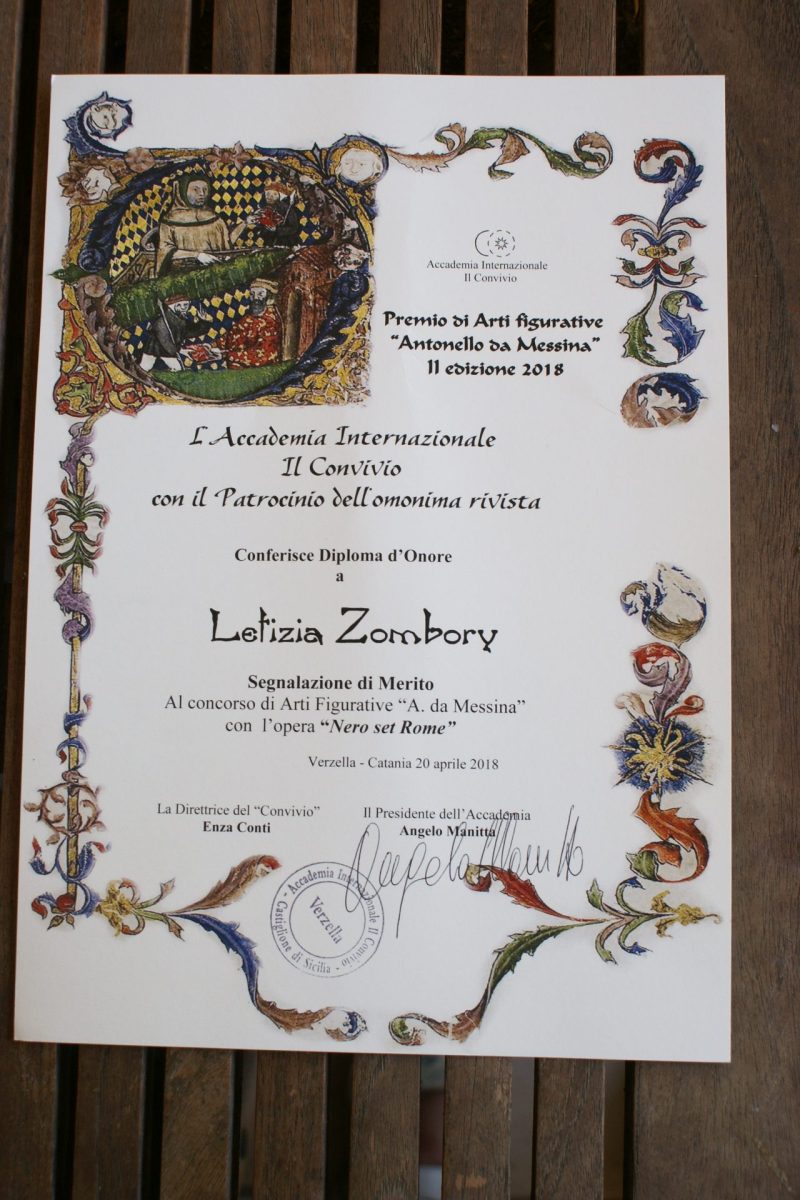 Accademia Internazionale
Il Convivio
Premio di Arti figurative
"Antonello da Messina"
II edizione 2018
L'Accademia Internazionale
Il Convivio
con il Patrocinio dell'omonima rivista
Conferisce Diploma d'Onore
a
Letizia Zombory
Segnalazione di Merito
Al concorso di Arti Figurative "A. da Messina"
con l'opera "Nero set Rome"
Verzella - Catania 20 aprile 2018
La Direttrice del "Convivio"
Enza Conti
Il Presidente dell'Accademia
Angelo Manitta
Angelo Manitta
Accademia Internazionale Il Convivio - Castiglione di Sicilia -
Verzella